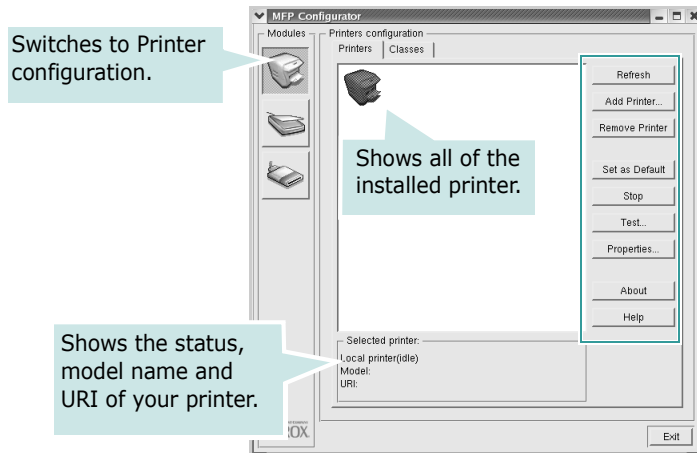 MFP Configurator
Modules
Printers configuration
Printers
Classes
Switches to Printer
configuration.
Refresh
Add Printer...
Remove Printer
Shows all of the
installed printer.
Set as Default
Stop
Test...
Properties...
About
Help
Shows the status,
model name and
URI of your printer.
Selected printer:
Local printer(idle)
Model:
URI:
Exit